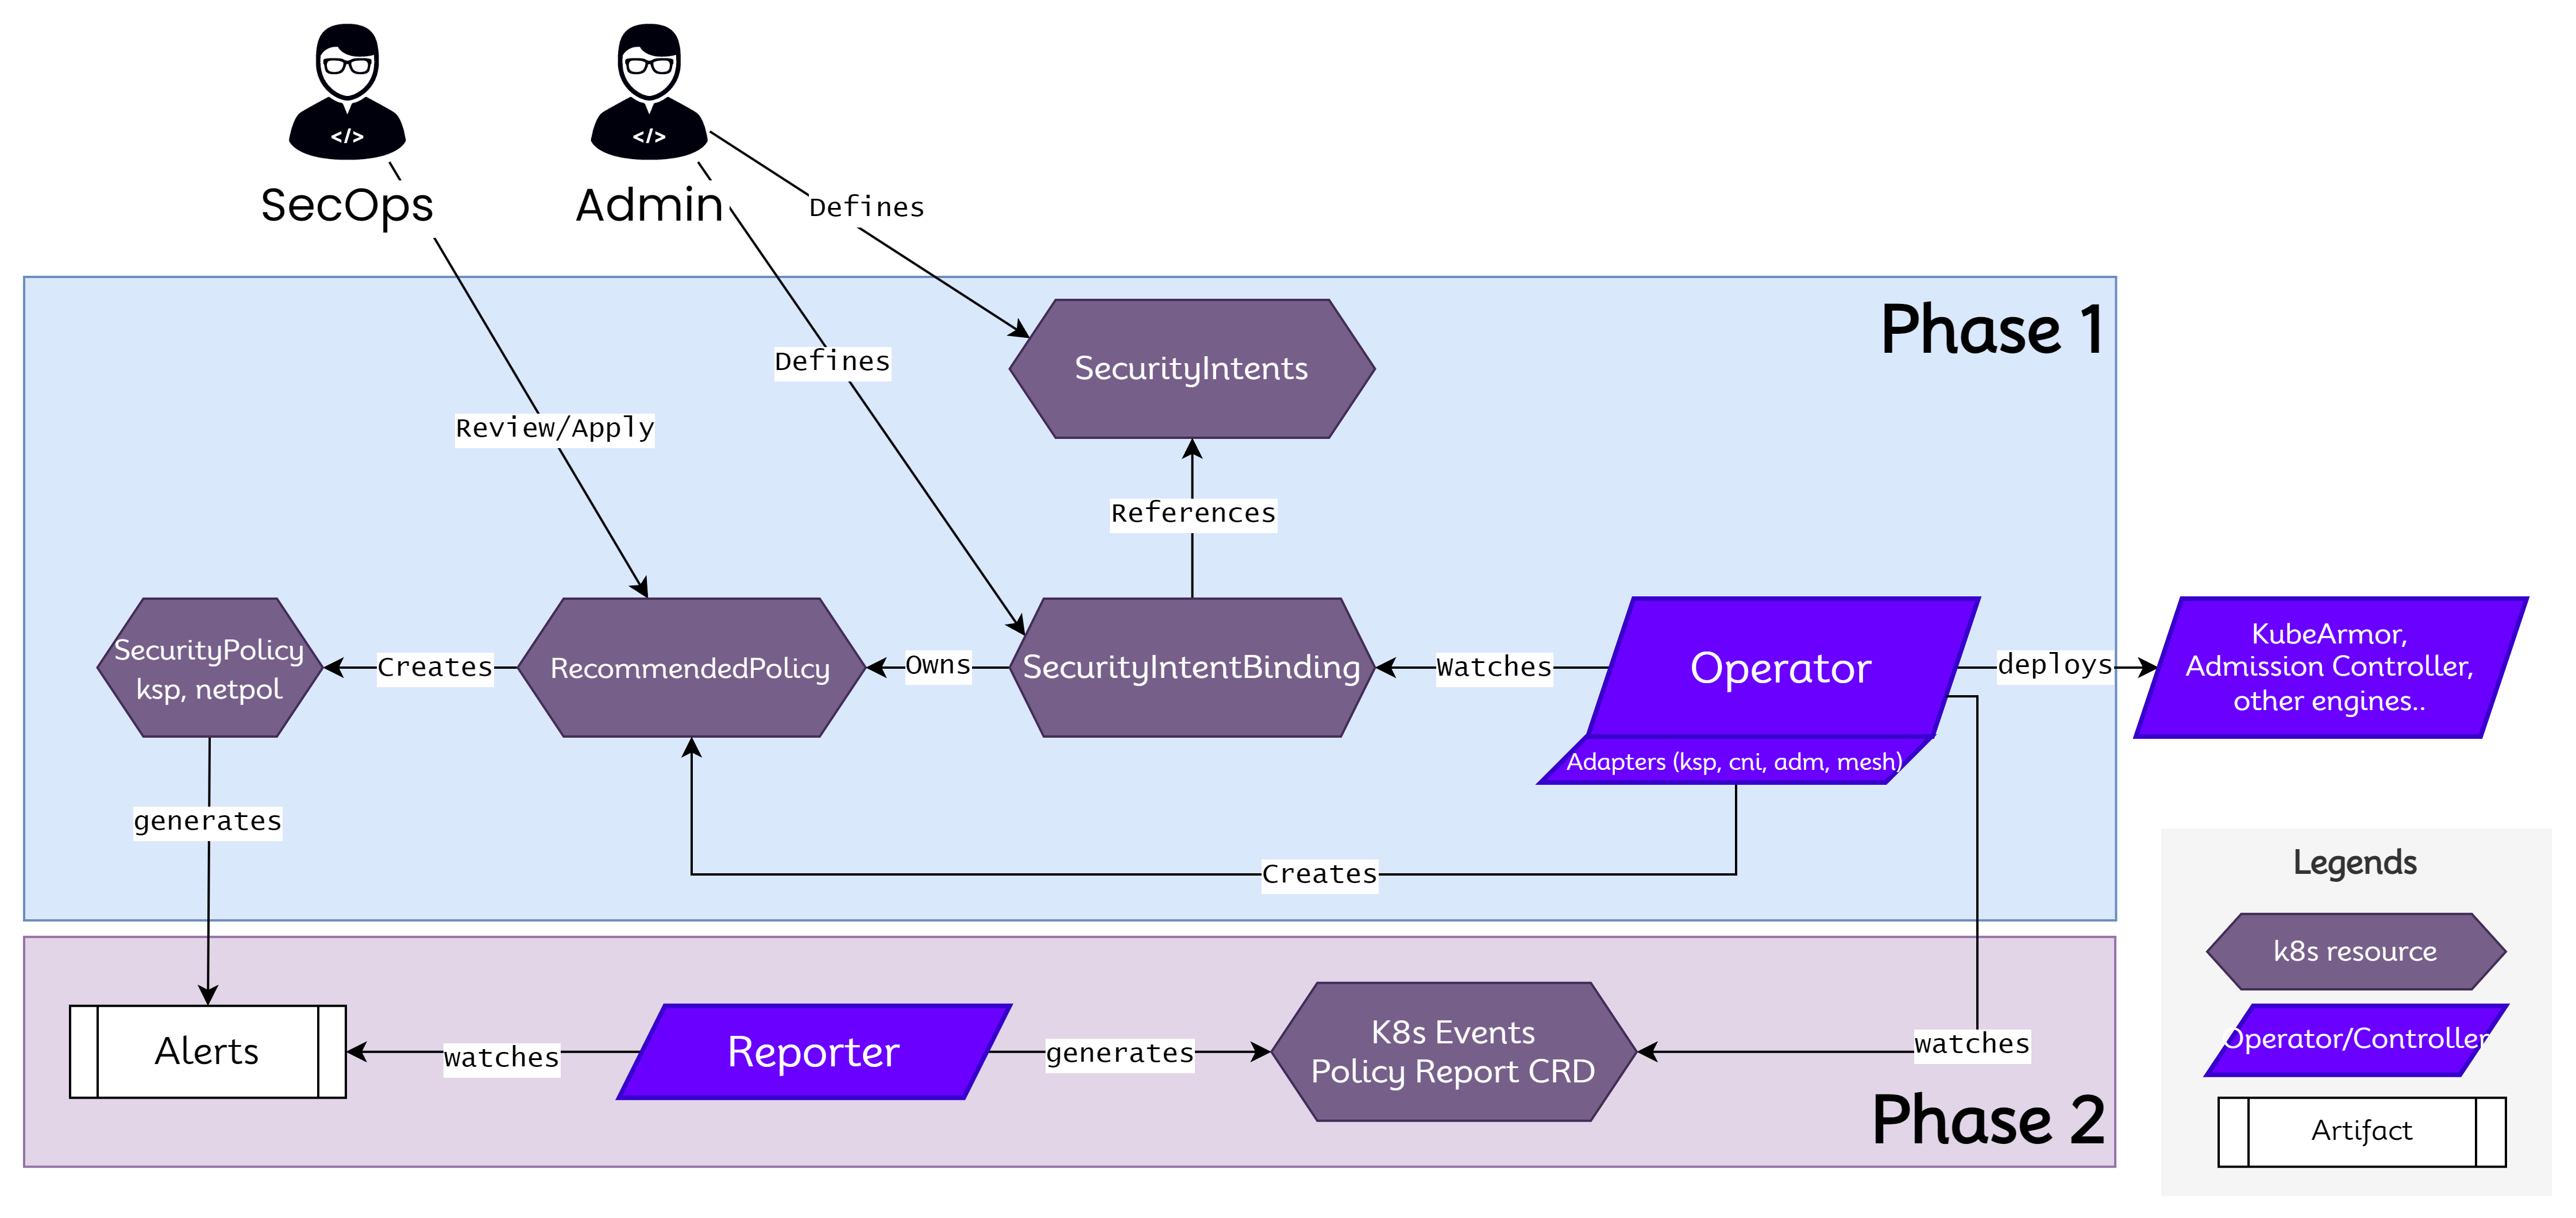 </>
</>
SecOps
Admin
Defines
Phase 1
Defines
SecurityIntents
Review/Apply
References
SecurityPolicy
ksp, netpol
Creates
RecommendedPolicy
Owns
SecurityIntentBinding
Watches
Operator
deploys
KubeArmor,
Admission Controller,
other engines..
Adapters (ksp, cni, adm, mesh)
generates
Creates
Legends
k8s resource
Operator/Controller
Artifact
Alerts
watches
Reporter
generates
K8s Events
Policy Report CRD
watches
Phase 2